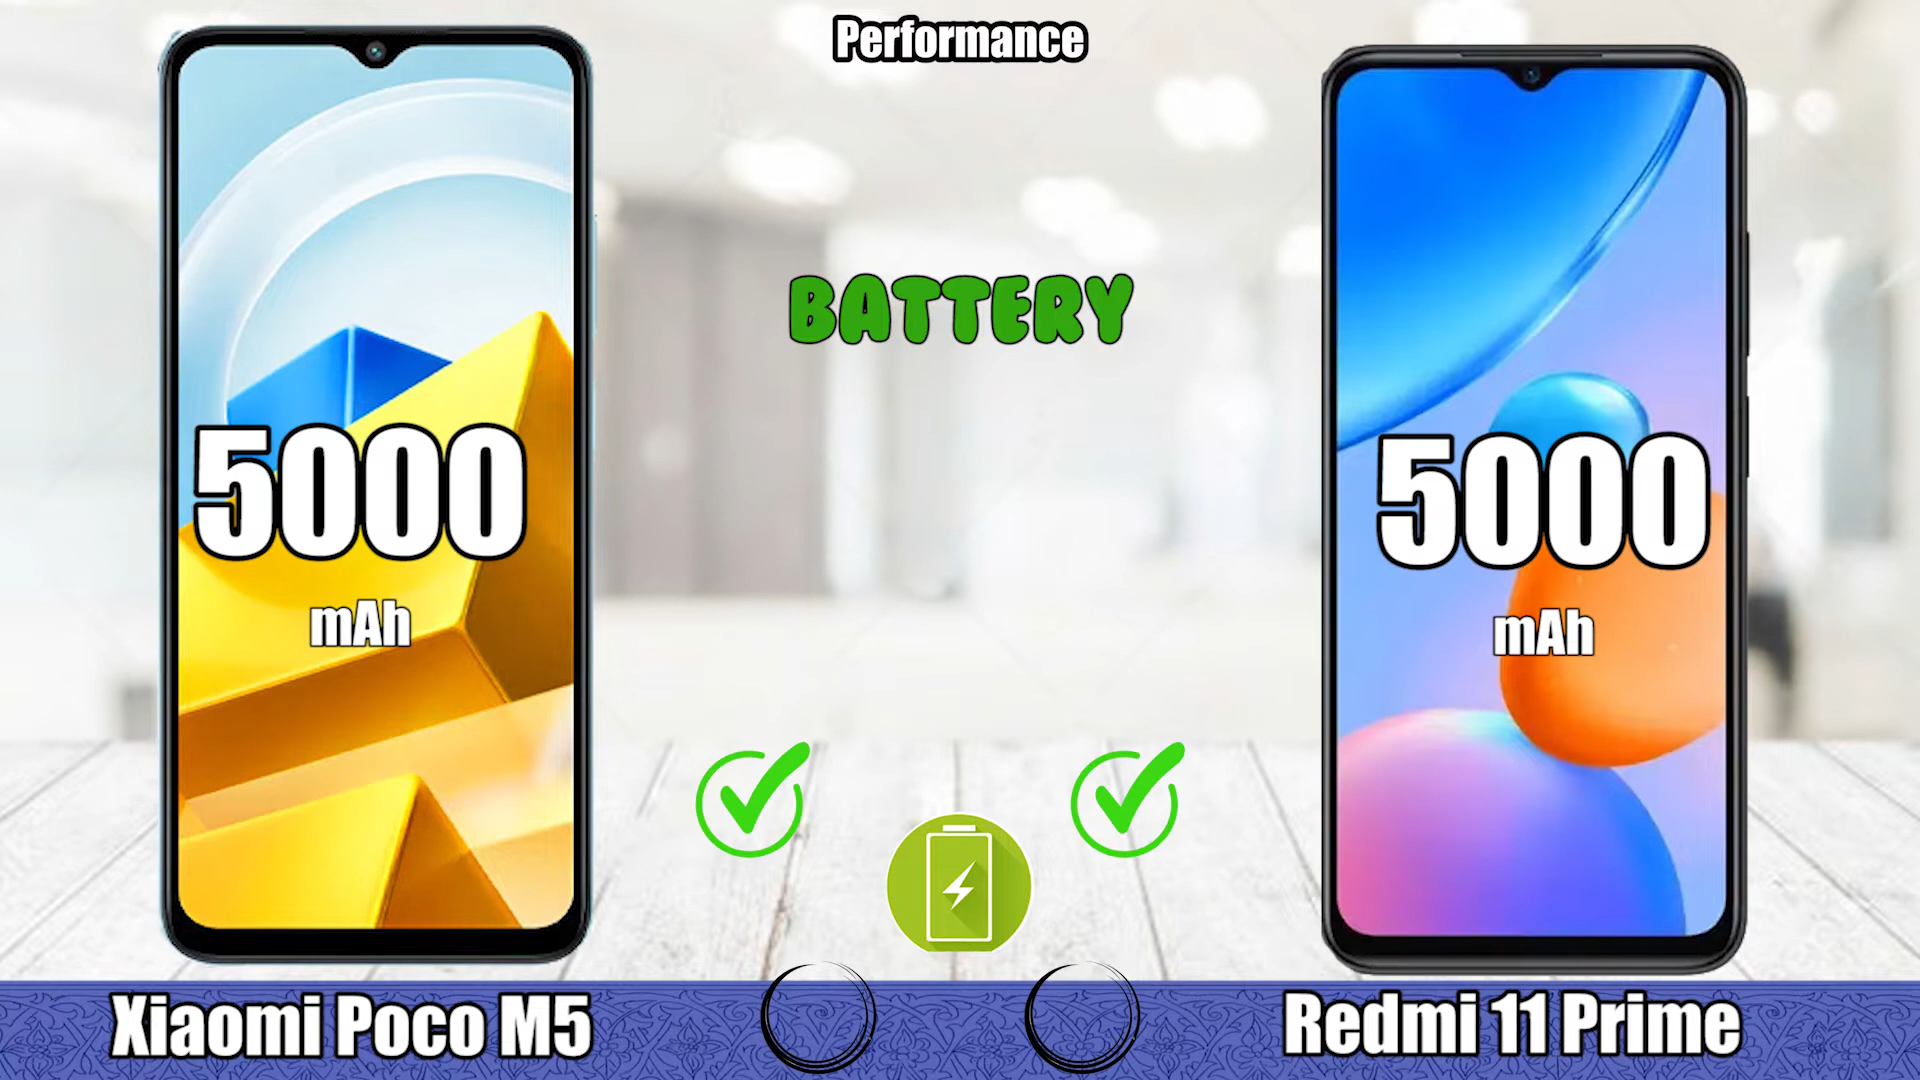 Performance
BATTERY
5000
mAh
5000
mAh
Xiaomi Poco M5
Redmi 11 Prime